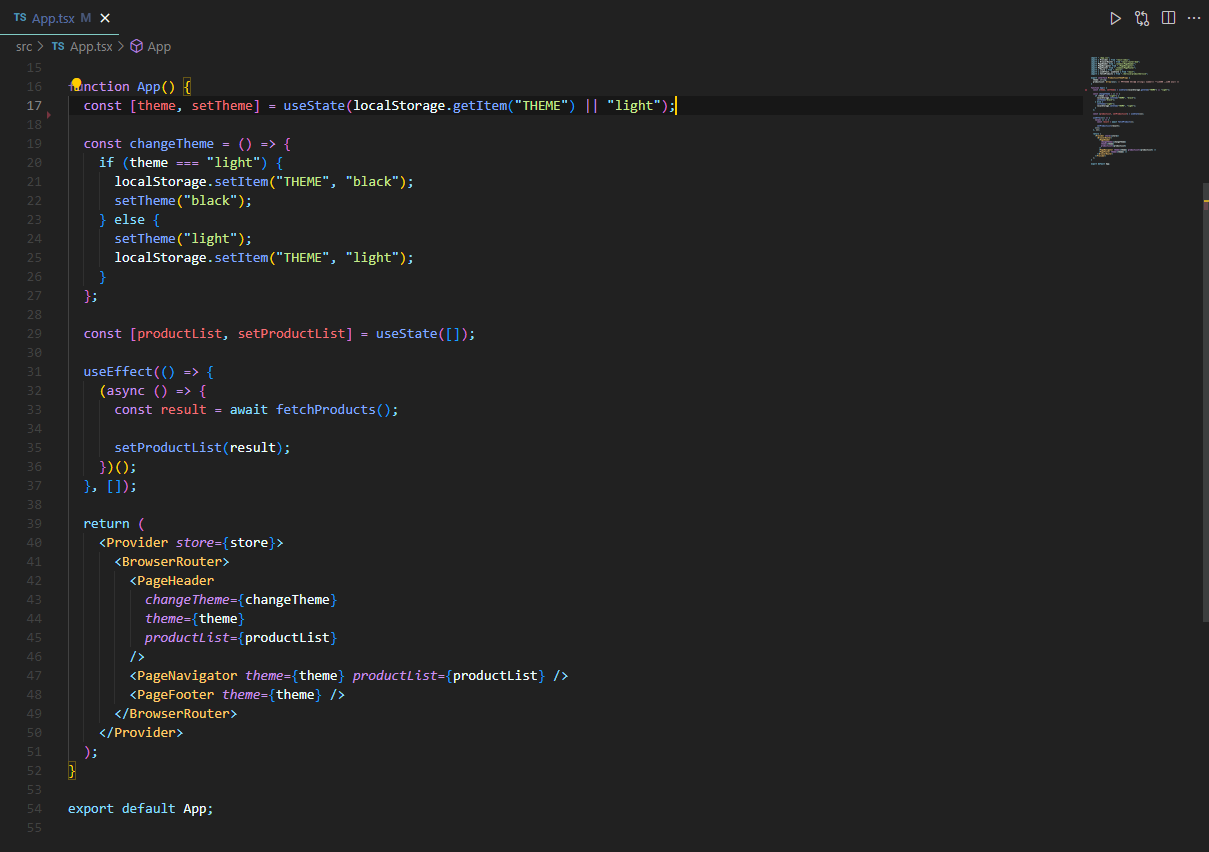 TS App.tsx M
src > TS App.tsx > App
15
16 function App() {
17 const [theme, setTheme] = useState(localStorage.getItem("THEME") || "light");
18
19 const changeTheme = () => {
20 if (theme === "light") {
21 localStorage.setItem("THEME", "black");
22 setTheme("black");
23 } else {
24 setTheme("light");
25 localStorage.setItem("THEME", "light");
26 }
27 };
28
29 const [productList, setProductList] = useState([]);
30
31 useEffect(() => {
32 (async () => {
33 const result = await fetchProducts();
34
35 setProductList(result);
36 })();
37 }, []);
38
39 return (
40 <Provider store={store}>
41 <BrowserRouter>
42 <PageHeader
43 changeTheme={changeTheme}
44 theme={theme}
45 productList={productList}
46 />
47 <PageNavigator theme={theme} productList={productList} />
48 <PageFooter theme={theme} />
49 </BrowserRouter>
50 </Provider>
51 );
52 }
53
54 export default App;
55